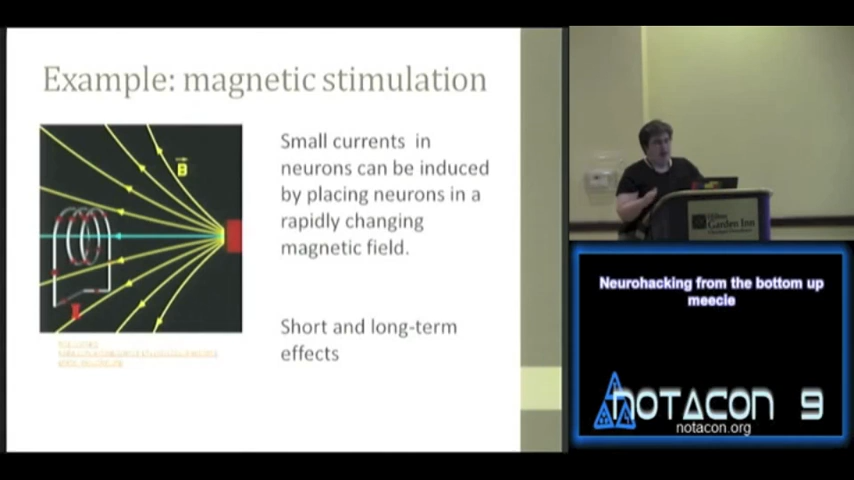 Example: magnetic stimulation
B
Small currents in
neurons can be induced
by placing neurons in a
rapidly changing
magnetic field.
Short and long-term
effects
Hilton
Garden Inn
Neurohacking from the bottom up
meecie
NOTACON 9
notacon.org